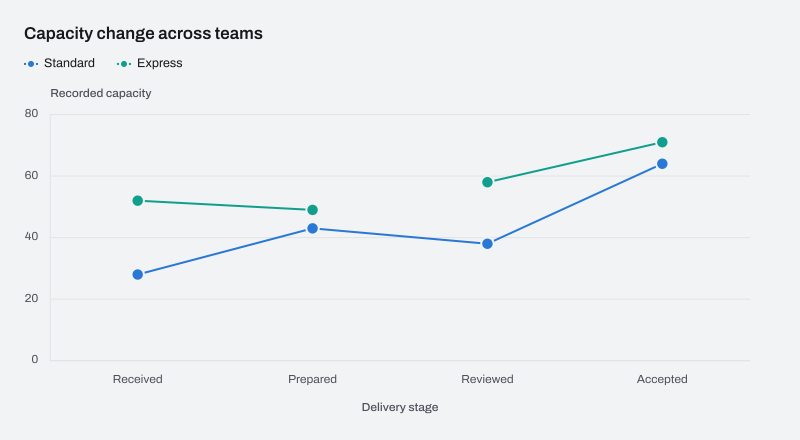 Capacity change across teams
Standard Express
Recorded capacity
80
60
40
20
0
Received Prepared Reviewed Accepted
Delivery stage